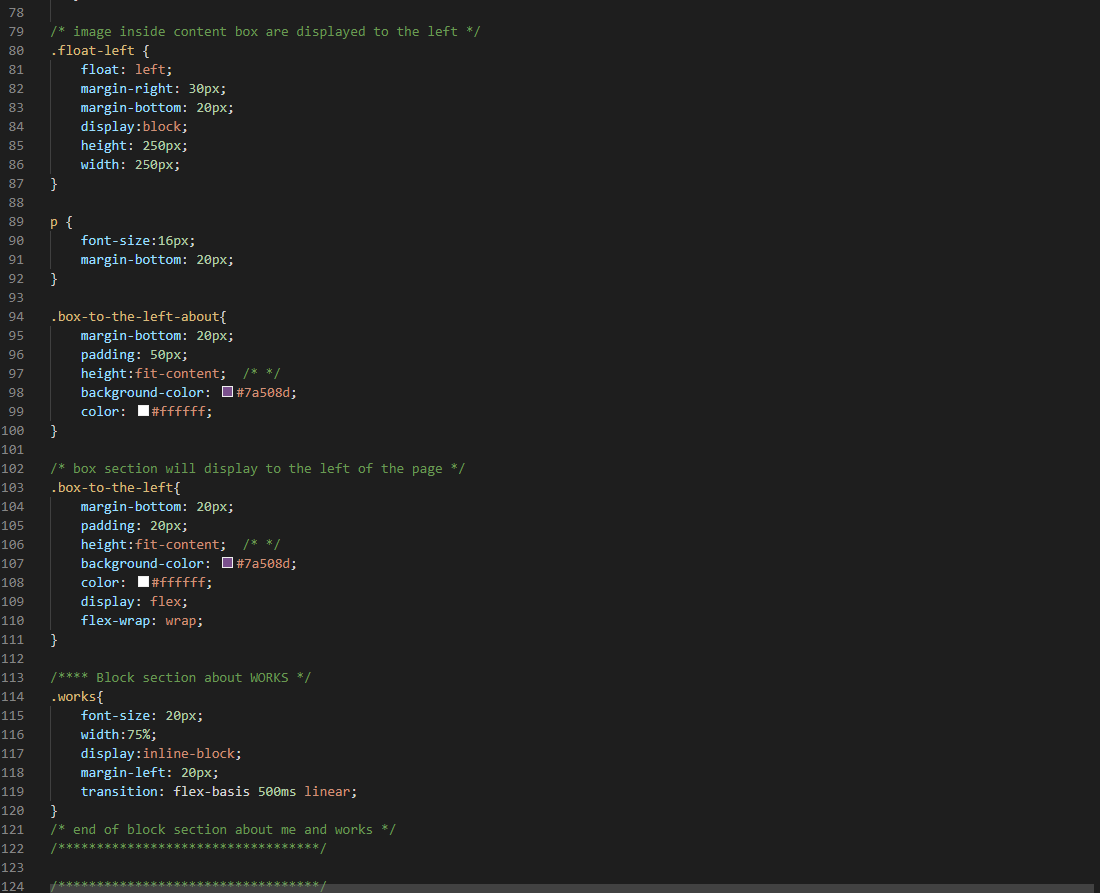 78
79 /* image inside content box are displayed to the left */
80 .float-left {
81     float: left;
82     margin-right: 30px;
83     margin-bottom: 20px;
84     display:block;
85     height: 250px;
86     width: 250px;
87 }
88
89 p {
90     font-size:16px;
91     margin-bottom: 20px;
92 }
93
94 .box-to-the-left-about{
95     margin-bottom: 20px;
96     padding: 50px;
97     height:fit-content;  /* */
98     background-color: #7a508d;
99     color: #ffffff;
100 }
101
102 /* box section will display to the left of the page */
103 .box-to-the-left{
104     margin-bottom: 20px;
105     padding: 20px;
106     height:fit-content;  /* */
107     background-color: #7a508d;
108     color: #ffffff;
109     display: flex;
110     flex-wrap: wrap;
111 }
112
113 /**** Block section about WORKS */
114 .works{
115     font-size: 20px;
116     width:75%;
117     display:inline-block;
118     margin-left: 20px;
119     transition: flex-basis 500ms linear;
120 }
121 /* end of block section about me and works */
122 /**********************************/
123
124 /**********************************/